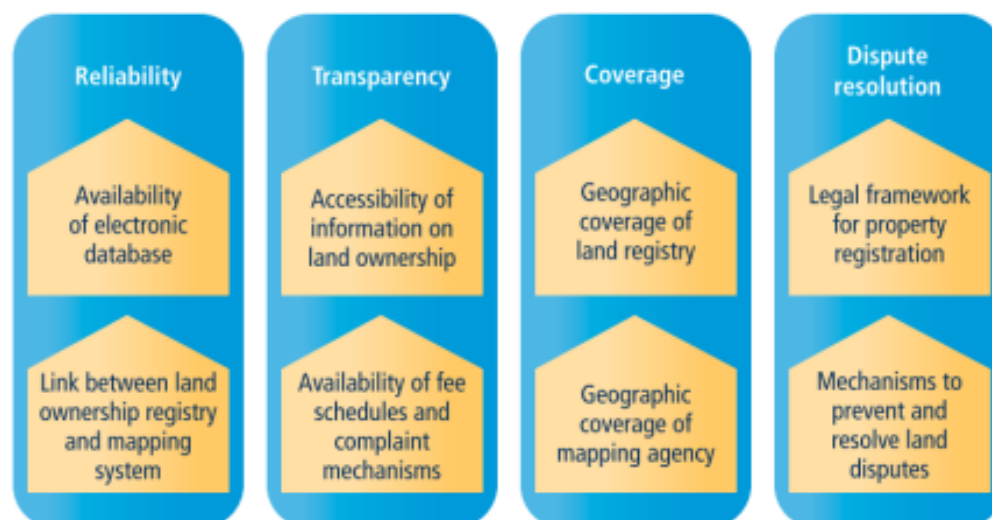 Reliability
Availability
of electronic
database
Link between land
ownership registry
and mapping
system
Transparency
Accessibility of
information on
land ownership
Availability of fee
schedules and
complaint
mechanisms
Coverage
Geographic
coverage of
land registry
Geographic
coverage of
mapping agency
Dispute
resolution
Legal framework
for property
registration
Mechanisms to
prevent and
resolve land
disputes